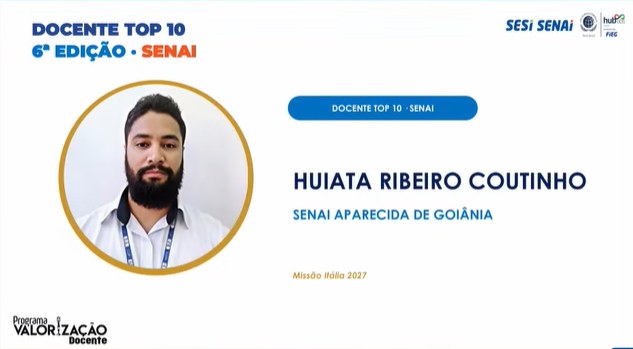 DOCENTE TOP 10
6ª EDIÇÃO • SENAI
SESI SENAI
hub
FIEG
DOCENTE TOP 10 · SENAI
HUIATA RIBEIRO COUTINHO
SENAI APARECIDA DE GOIÂNIA
Missão Itália 2027
Programa
VALORIZAÇÃO
Docente